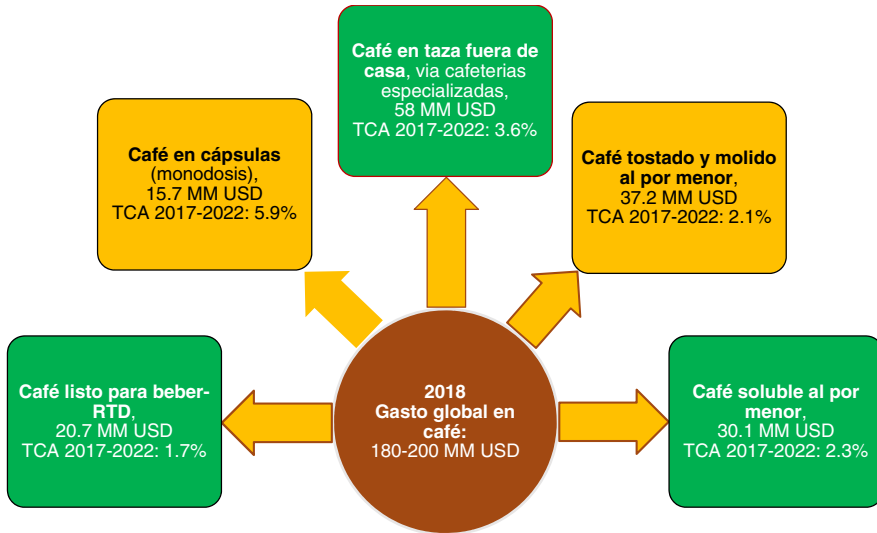 Café en taza fuera de
casa, via cafeterias
especializadas,
58 MM USD
TCA 2017-2022: 3.6%
Café en cápsulas
(monodosis),
15.7 MM USD
TCA 2017-2022: 5.9%
Café tostado y molido
al por menor,
37.2 MM USD
TCA 2017-2022: 2.1%
Café listo para beber-
RTD,
20.7 MM USD
TCA 2017-2022: 1.7%
2018
Gasto global en
café:
180-200 MM USD
Café soluble al por
menor,
30.1 MM USD
TCA 2017-2022: 2.3%